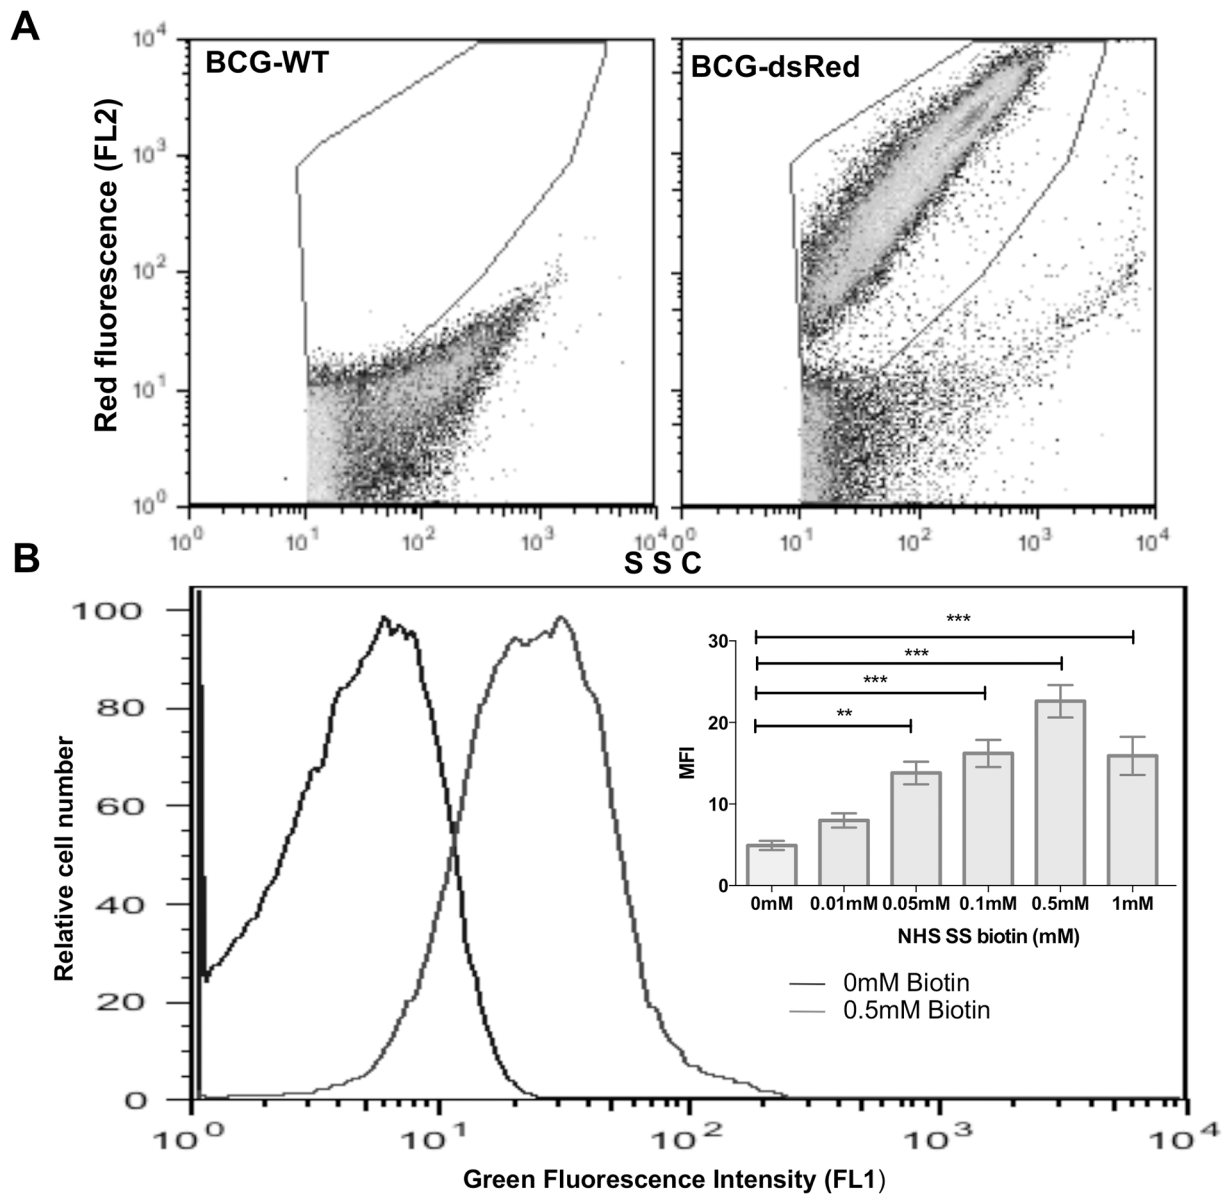 A
BCG-WT
BCG-dsRed
Red fluorescence (FL2)
10^4
10^3
10^2
10^1
10^0
10^0 10^1 10^2 10^3 10^4 10^0 10^1 10^2 10^3 10^4
S S C
B
Relative cell number
100
80
60
40
20
0
10^0 10^1 10^2 10^3 10^4
Green Fluorescence Intensity (FL1)
***
***
***
**
MFI
30
20
10
0
0mM 0.01mM 0.05mM 0.1mM 0.5mM 1mM
NHS SS biotin (mM)
0mM Biotin
0.5mM Biotin